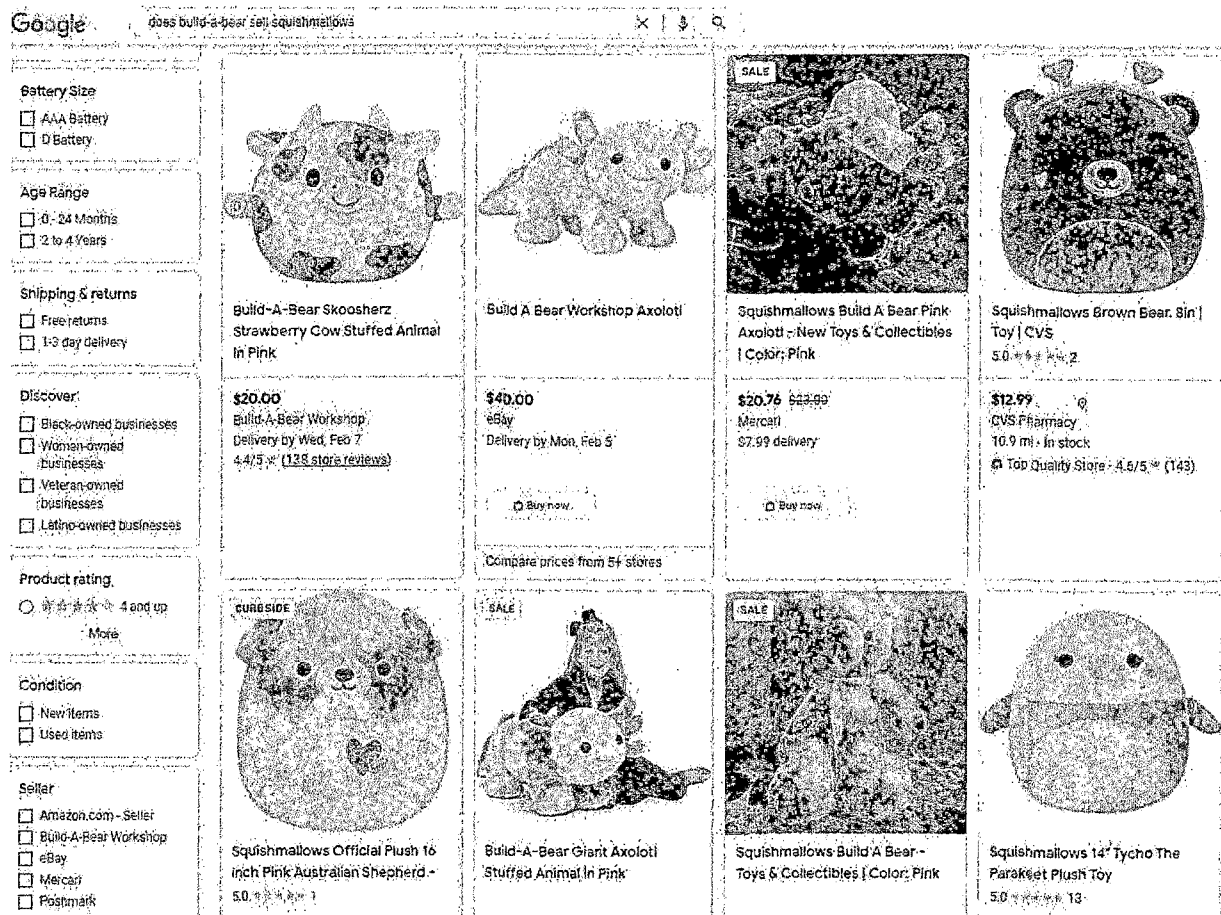 Google
does build-a-bear sell squishmallows
Battery Size
AAA Battery
D Battery
Age Range
0 - 24 Months
2 to 4 Years
Shipping & returns
Free returns
1-3 day delivery
Discover
Black-owned businesses
Woman-owned
businesses
Veteran-owned
businesses
Latino-owned businesses
Product rating
4 and up
More
Condition
New items
Used items
Seller
Amazon.com - Seller
Build-A-Bear Workshop
eBay
Mercari
Poshmark
Build-A-Bear Skoosherz
Strawberry Cow Stuffed Animal
in Pink
$20.00
Build-A-Bear Workshop
Delivery by Wed, Feb 7
4.4/5 ★ (138 store reviews)
Build A Bear Workshop Axolotl
$40.00
eBay
Delivery by Mon, Feb 5
Buy now
Compare prices from 5+ stores
SALE
Squishmallows Build A Bear Pink
Axolotl - New Toys & Collectibles
| Color: Pink
$20.76
Mercari
$7.99 delivery
Buy now
Squishmallows Brown Bear. 8in |
Toy | CVS
5.0 ★★★★★ 2
$12.99
CVS Pharmacy
10.9 mi · In stock
Top Quality Store · 4.6/5 ★ (143)
CURBSIDE
Squishmallows Official Plush 16
inch Pink Australian Shepherd -
5.0 ★★★★★ 1
SALE
Build-A-Bear Giant Axolotl
Stuffed Animal in Pink
SALE
Squishmallows Build A Bear -
Toys & Collectibles | Color: Pink
Squishmallows 14" Tycho The
Parakeet Plush Toy
5.0 ★★★★★ 13